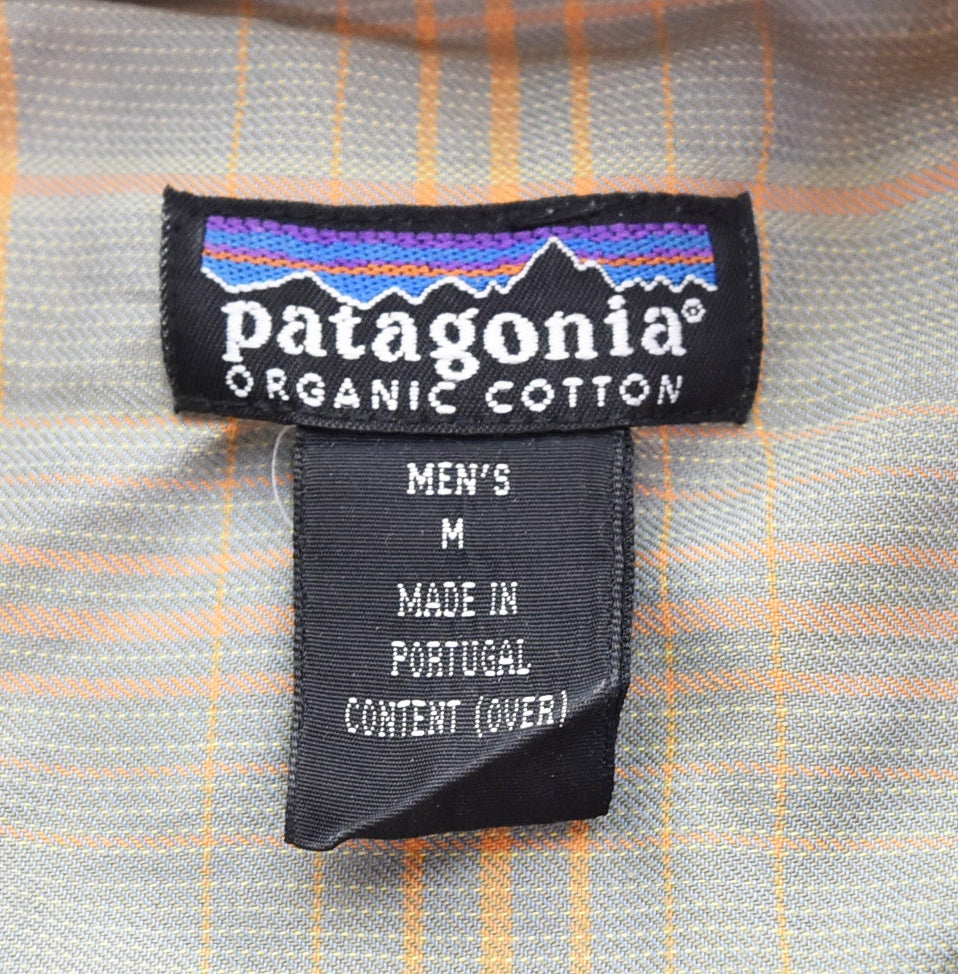 patagonia®
ORGANIC COTTON
MEN'S
M
MADE IN
PORTUGAL
CONTENT (OVER)